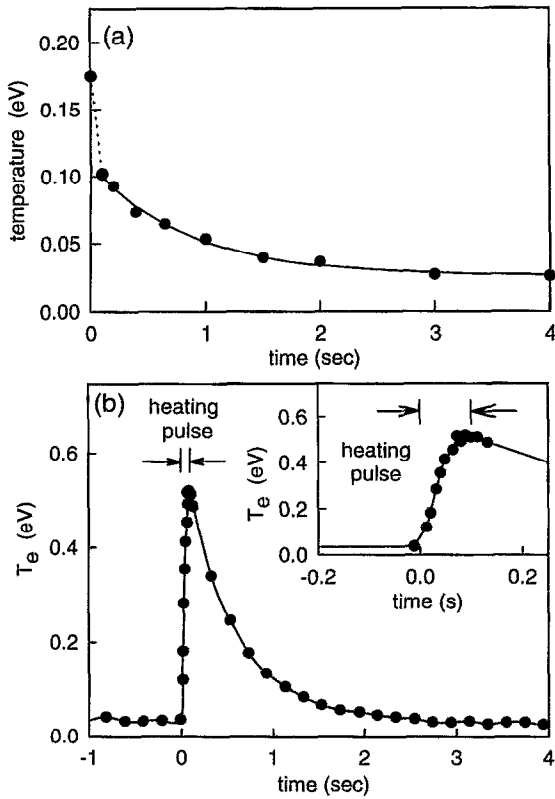 (a)
temperature (eV)
0.20
0.15
0.10
0.05
0.00
0 1 2 3 4
time (sec)
(b)
heating
pulse
T_e (eV)
0.6
0.4
0.2
0.0
-1 0 1 2 3 4
time (sec)
heating
pulse
T_e (eV)
0.6
0.4
0.2
0.0
-0.2 0.0 0.2
time (s)